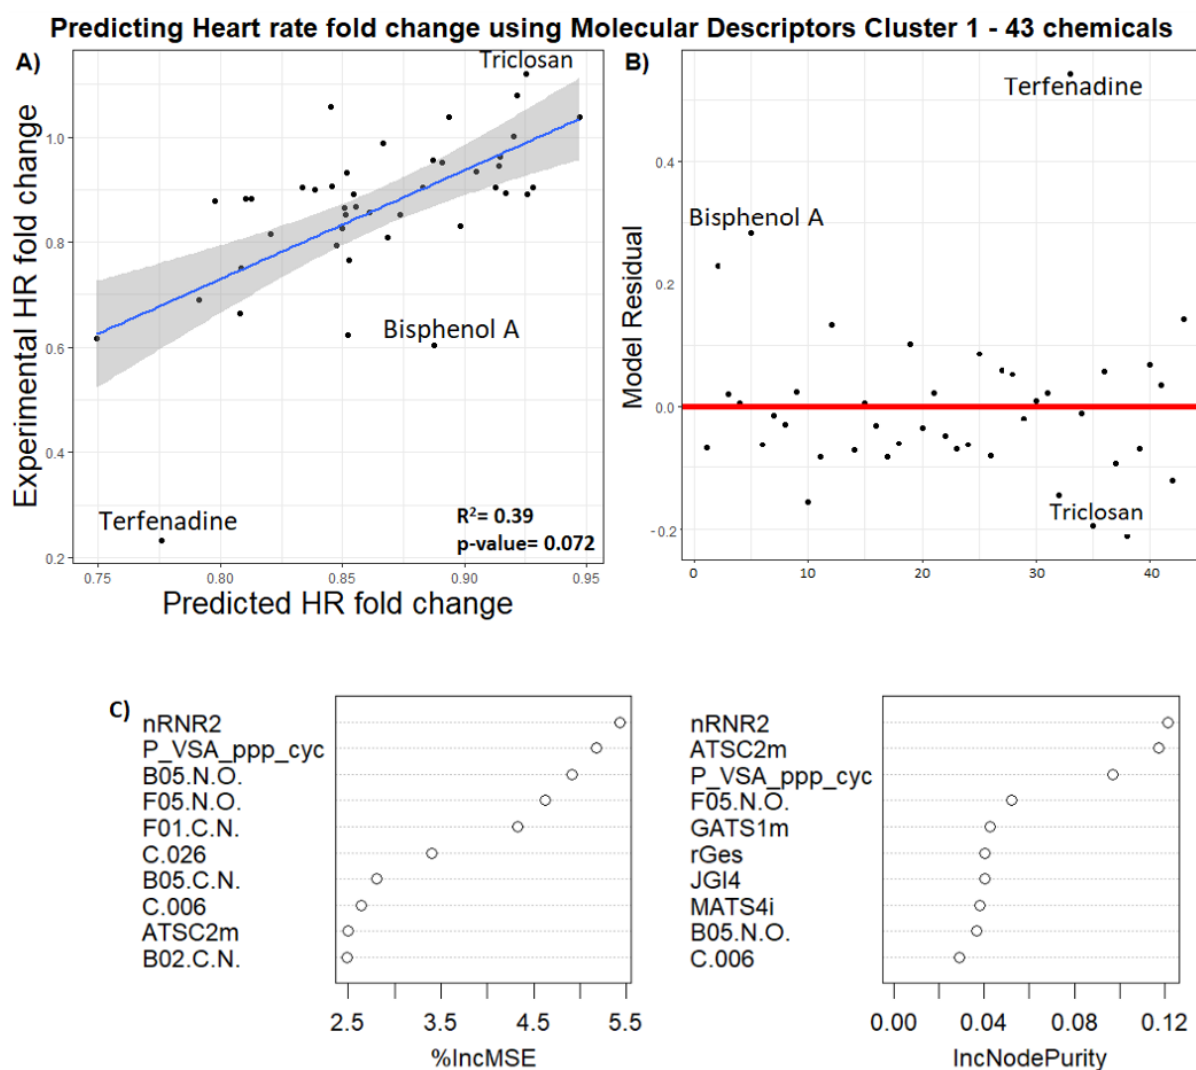 Predicting Heart rate fold change using Molecular Descriptors Cluster 1 - 43 chemicals
A)
Experimental HR fold change
1.0
0.8
0.6
0.4
0.2
Triclosan
Bisphenol A
Terfenadine
R²= 0.39
p-value= 0.072
0.75 0.80 0.85 0.90 0.95
Predicted HR fold change
B)
Model Residual
0.4
0.2
0.0
-0.2
Terfenadine
Bisphenol A
Triclosan
0 10 20 30 40
C)
nRNR2
P_VSA_ppp_cyc
B05.N.O.
F05.N.O.
F01.C.N.
C.026
B05.C.N.
C.006
ATSC2m
B02.C.N.
2.5 3.5 4.5 5.5
%IncMSE
nRNR2
ATSC2m
P_VSA_ppp_cyc
F05.N.O.
GATS1m
rGes
JGI4
MATS4i
B05.N.O.
C.006
0.00 0.04 0.08 0.12
IncNodePurity